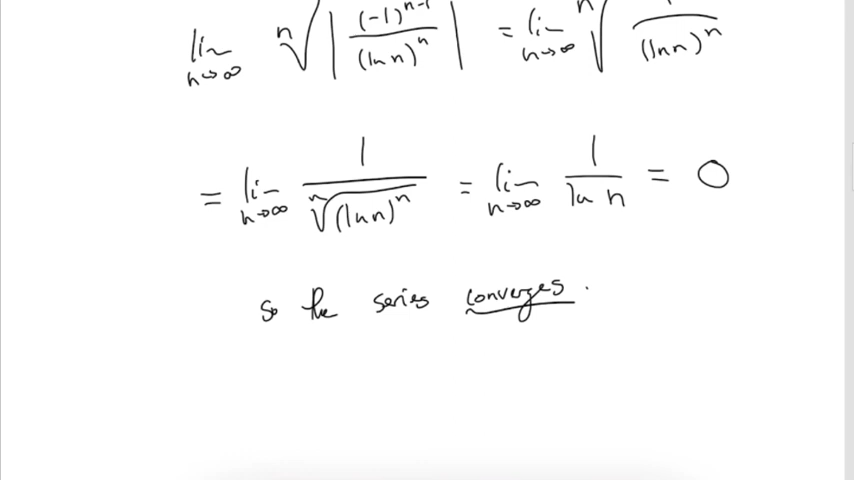 lim n→∞ ⁿ√| (-1)^(n-1) / (ln n)^n | = lim n→∞ ⁿ√ 1 / (ln n)^n
= lim n→∞ 1 / ⁿ√(ln n)^n = lim n→∞ 1 / ln n = 0
so the series converges.